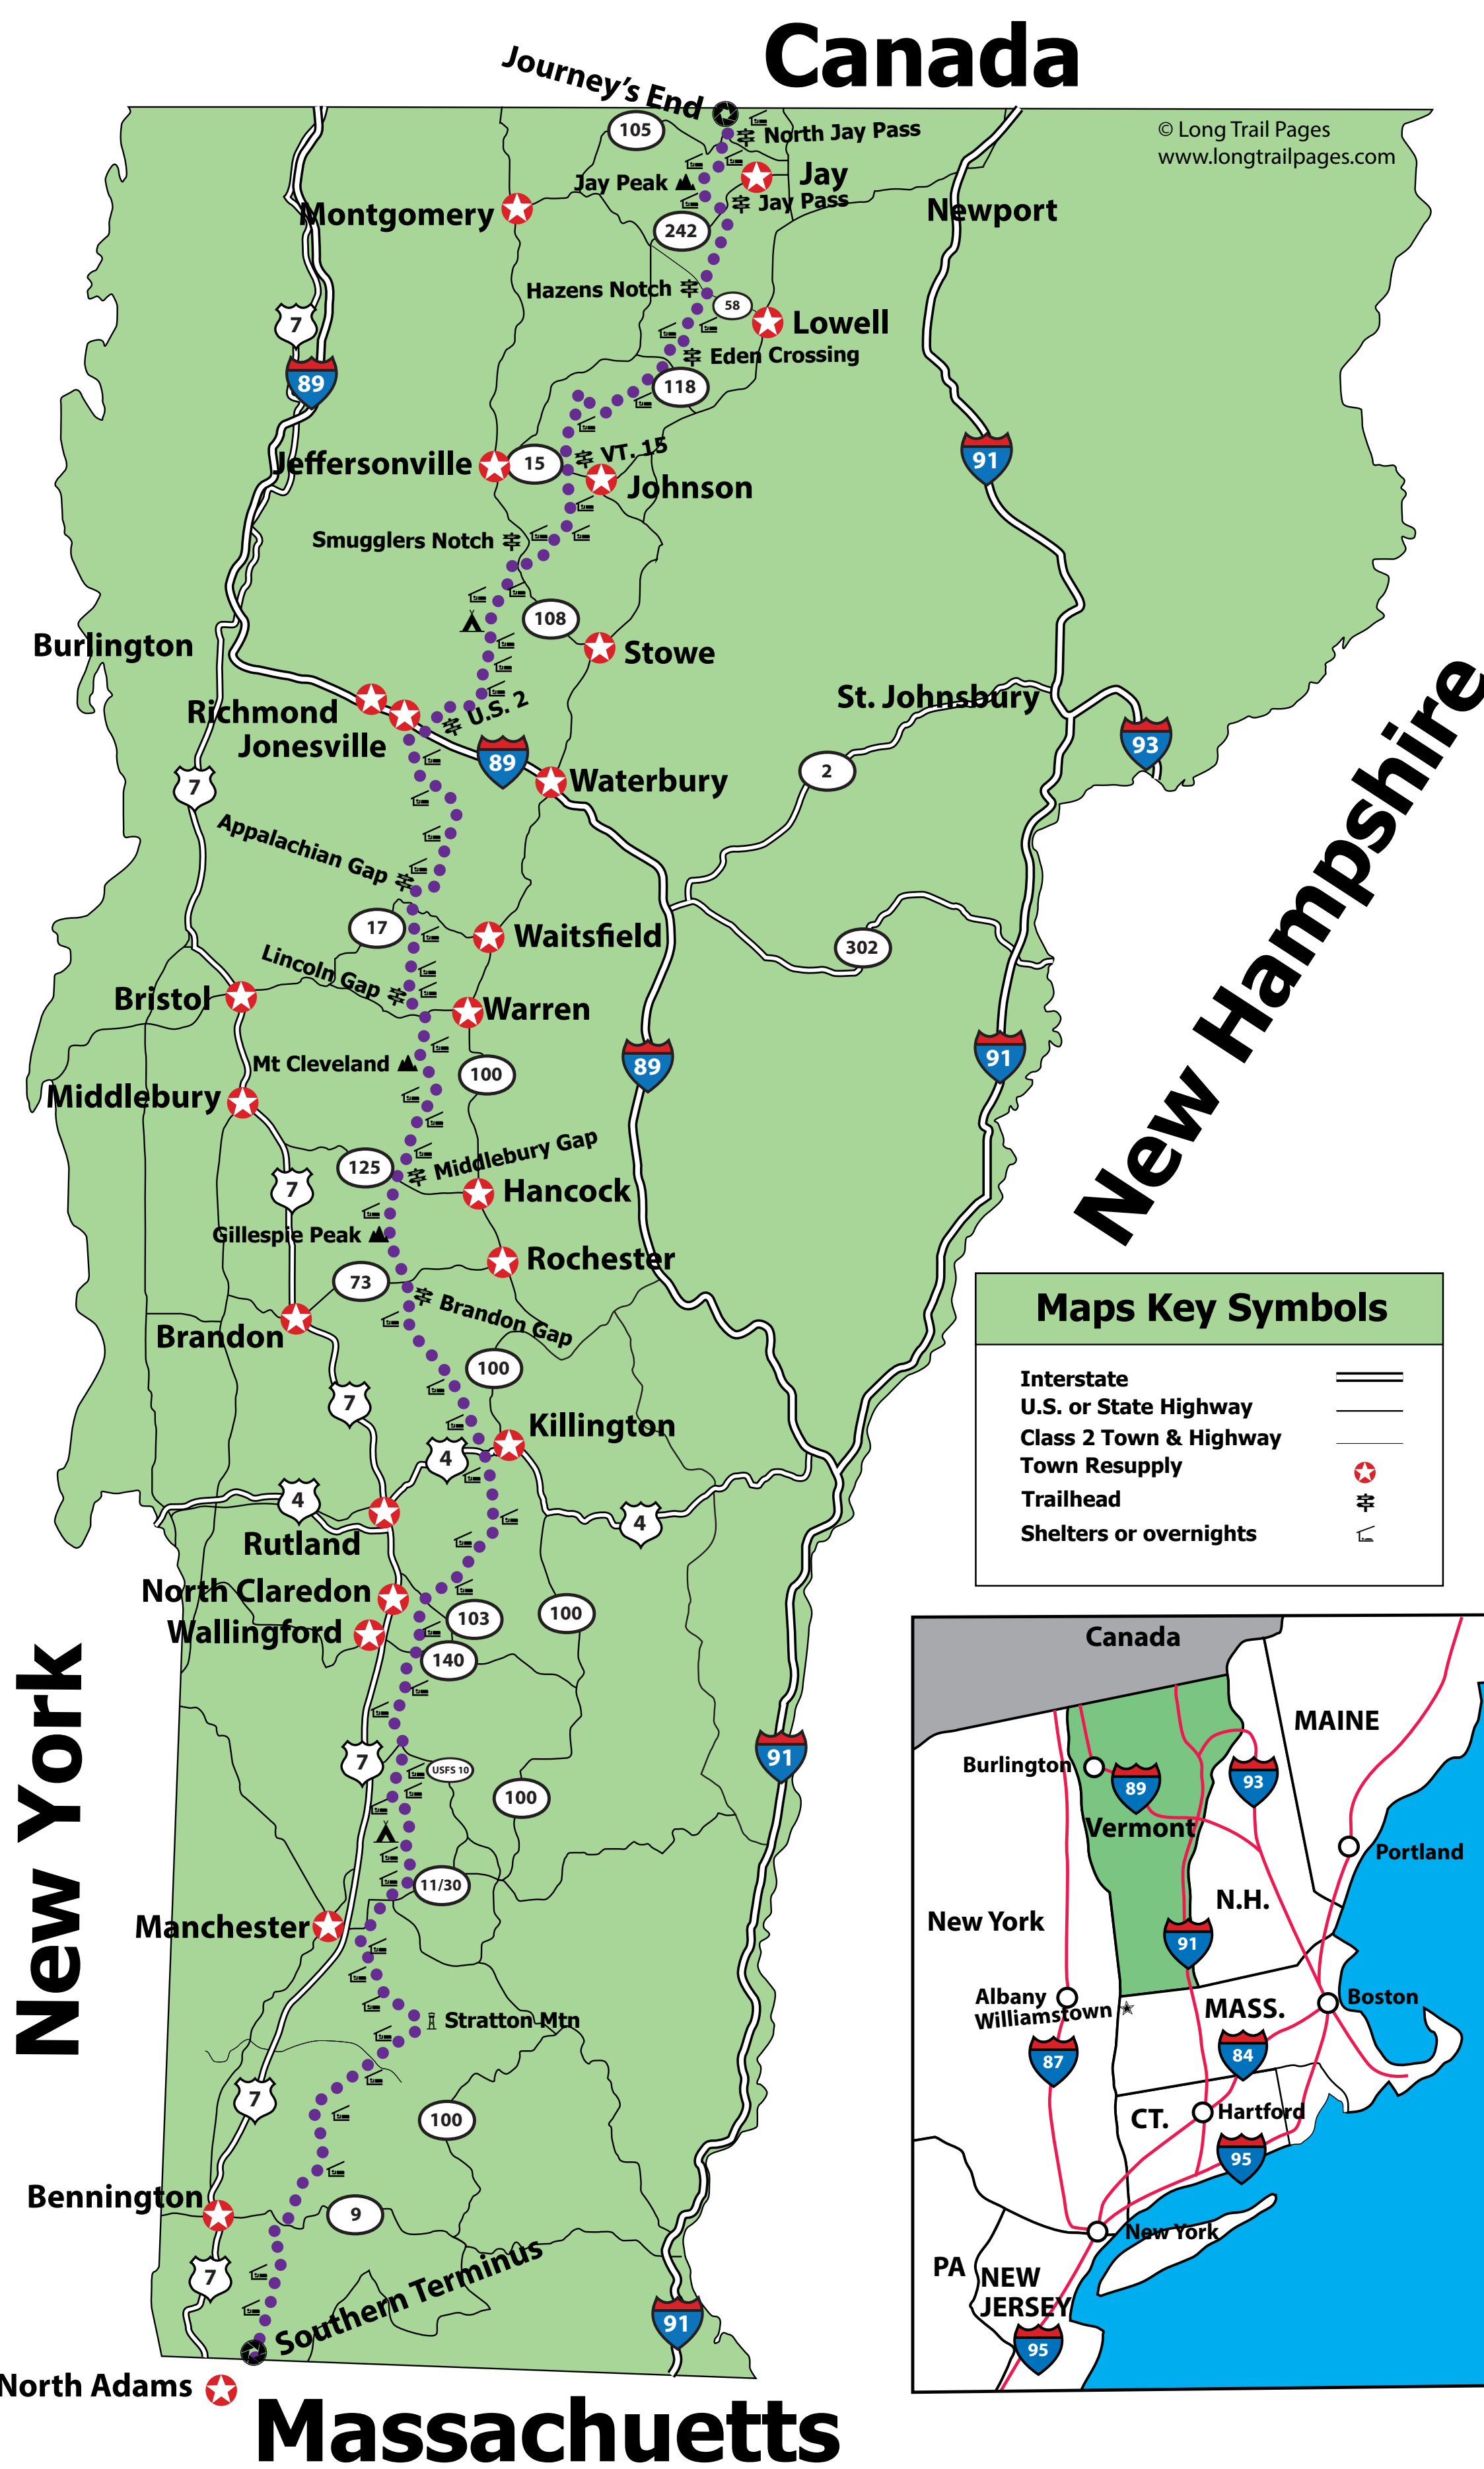 Canada
Journey's End
© Long Trail Pages
www.longtrailpages.com
105
North Jay Pass
Jay Peak
Jay
Jay Pass
Montgomery
Newport
242
Hazens Notch
58
7
Lowell
89
Eden Crossing
118
VT. 15
91
Jeffersonville
15
Johnson
Smugglers Notch
108
Burlington
Stowe
St. Johnsbury
Richmond
U.S. 2
Jonesville
93
89
2
7
Waterbury
Appalachian Gap
17
Waitsfield
302
Lincoln Gap
Bristol
Warren
New Hampshire
Mt Cleveland
89
91
100
Middlebury
125
Middlebury Gap
7
Hancock
Gillespie Peak
Rochester
73
Brandon Gap
Brandon
100
7
Killington
4
4
4
Rutland
North Claredon
103
100
Wallingford
140
New York
7
USFS 10
91
100
11/30
Manchester
Stratton Mtn
7
100
Bennington
9
7
Southern Terminus
91
North Adams
Massachuetts
Maps Key Symbols
Interstate
U.S. or State Highway
Class 2 Town & Highway
Town Resupply
Trailhead
Shelters or overnights
Canada
MAINE
Burlington
89
93
Vermont
Portland
N.H.
New York
91
Albany
Williamstown
MASS.
Boston
87
84
CT.
Hartford
95
New York
PA
NEW
JERSEY
95